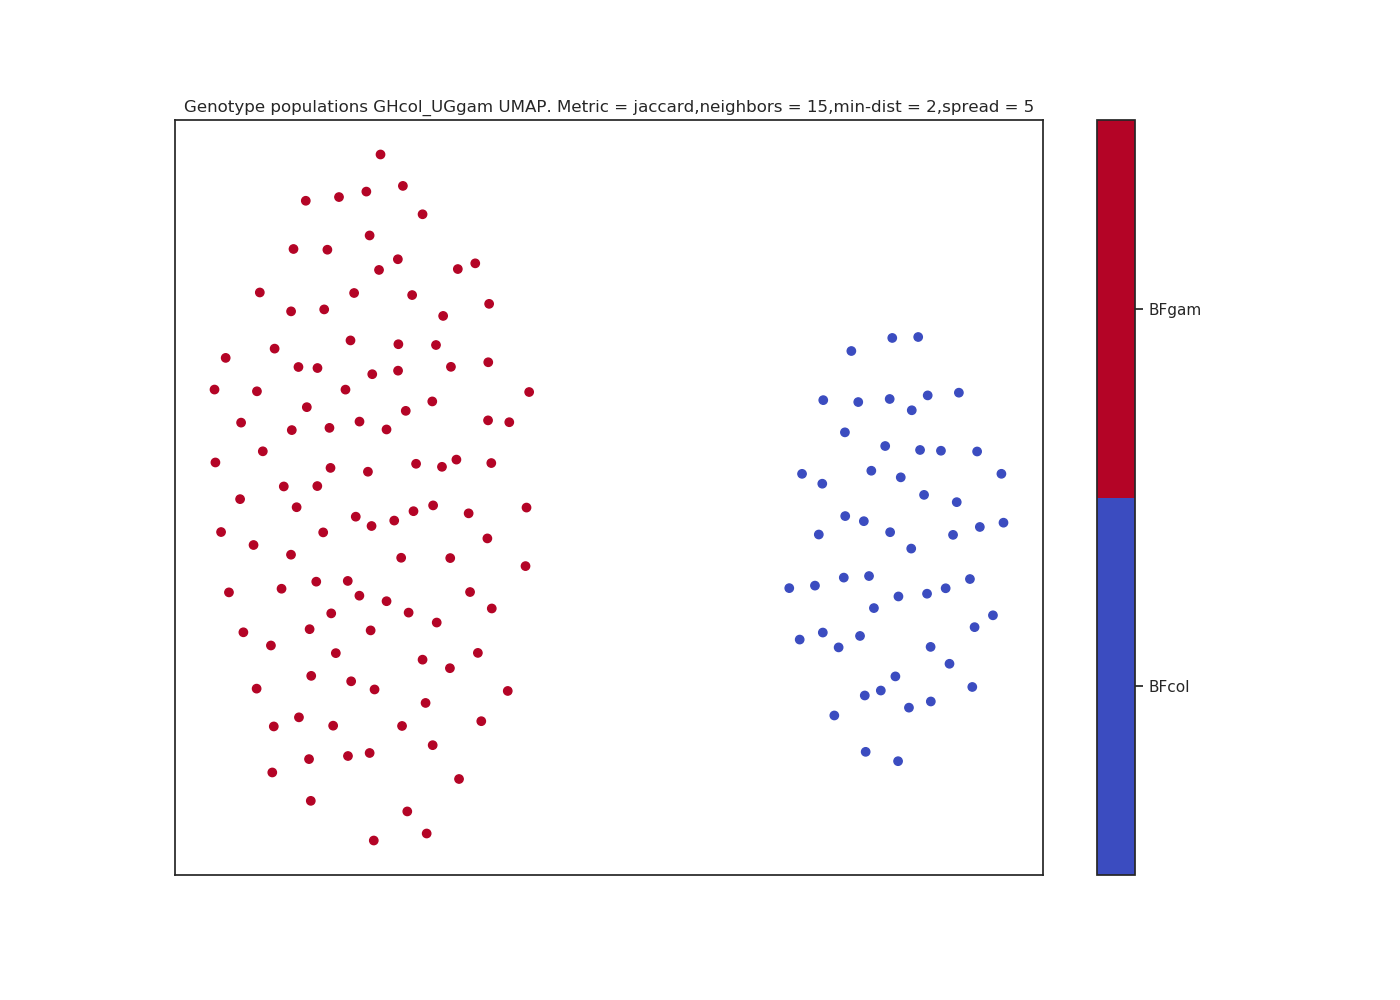 Genotype populations GHcol_UGgam UMAP. Metric = jaccard,neighbors = 15,min-dist = 2,spread = 5
BFgam
BFcol